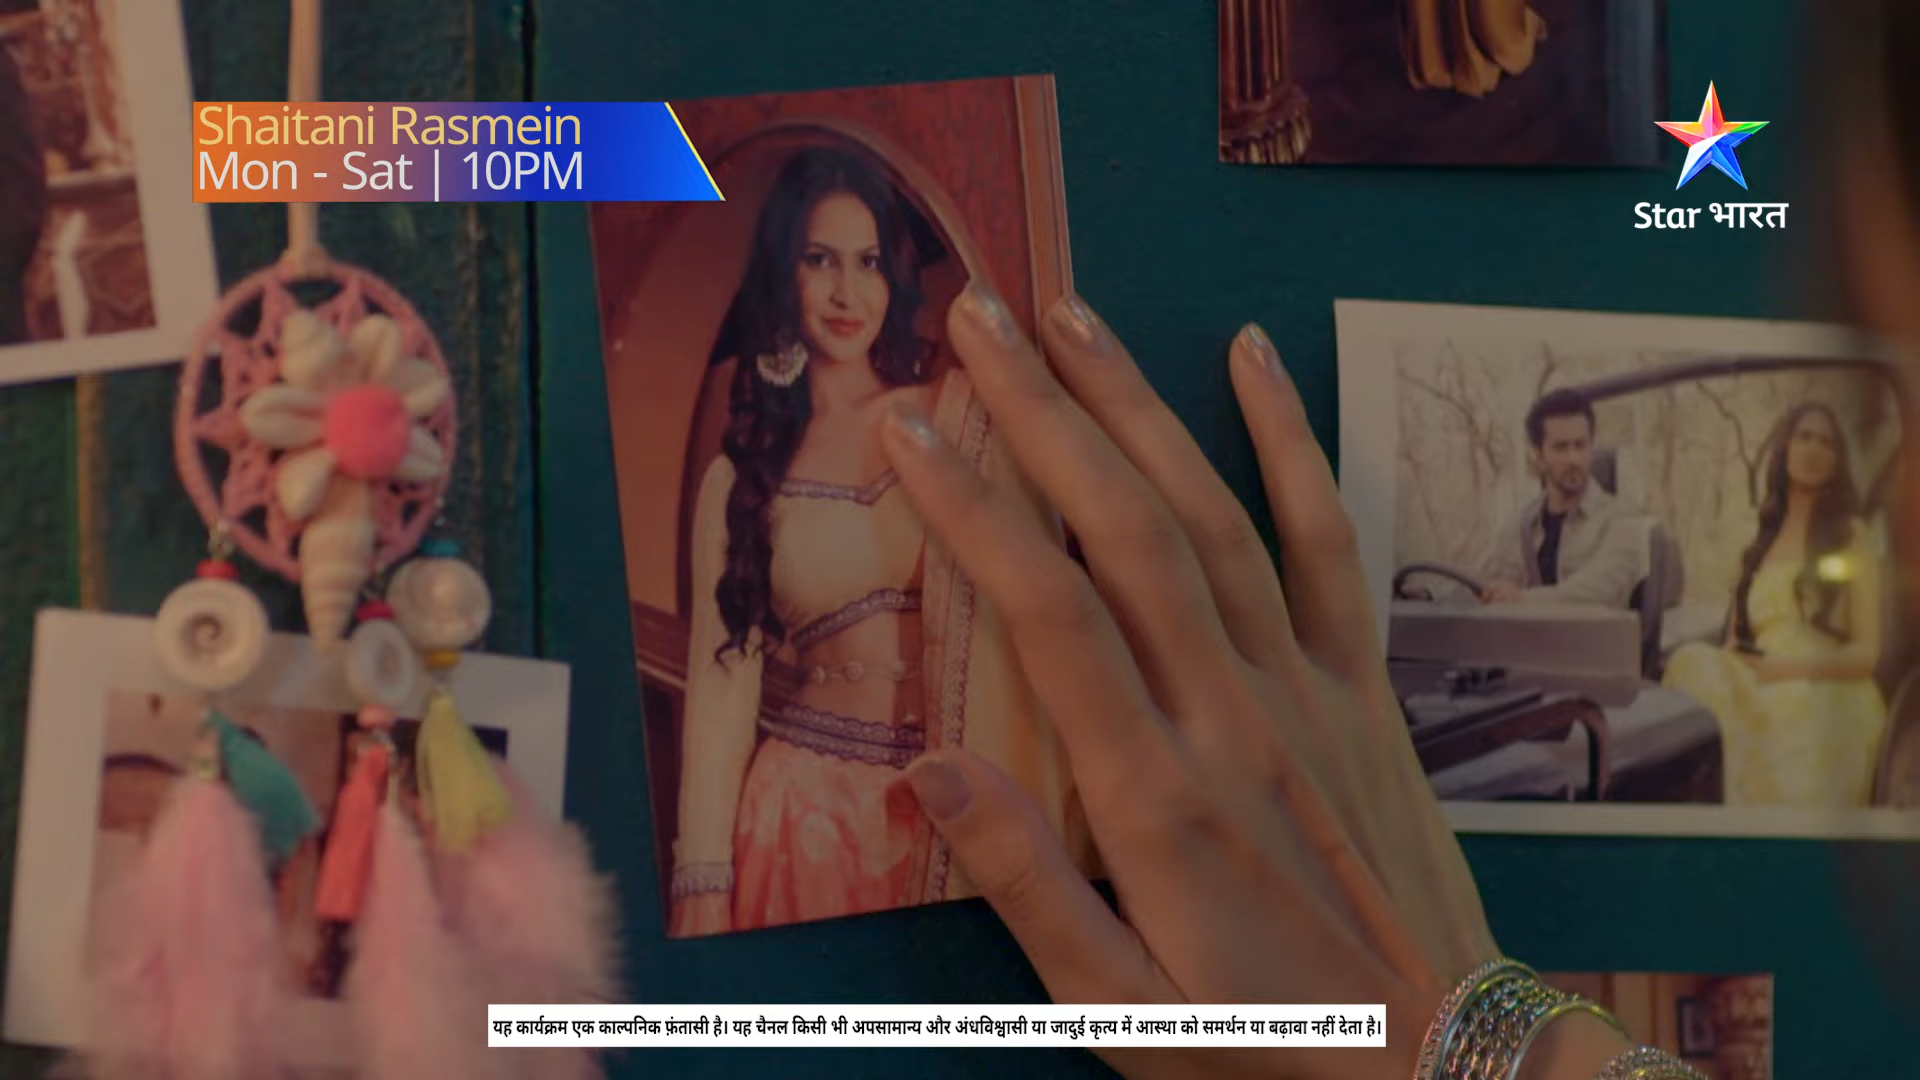 Shaitani Rasmein
Mon - Sat | 10PM
Star भारत
यह कार्यक्रम एक काल्पनिक फ़ंतासी है। यह चैनल किसी भी अपसामान्य और अंधविश्वासी या जादुई कृत्य में आस्था को समर्थन या बढ़ावा नहीं देता है।